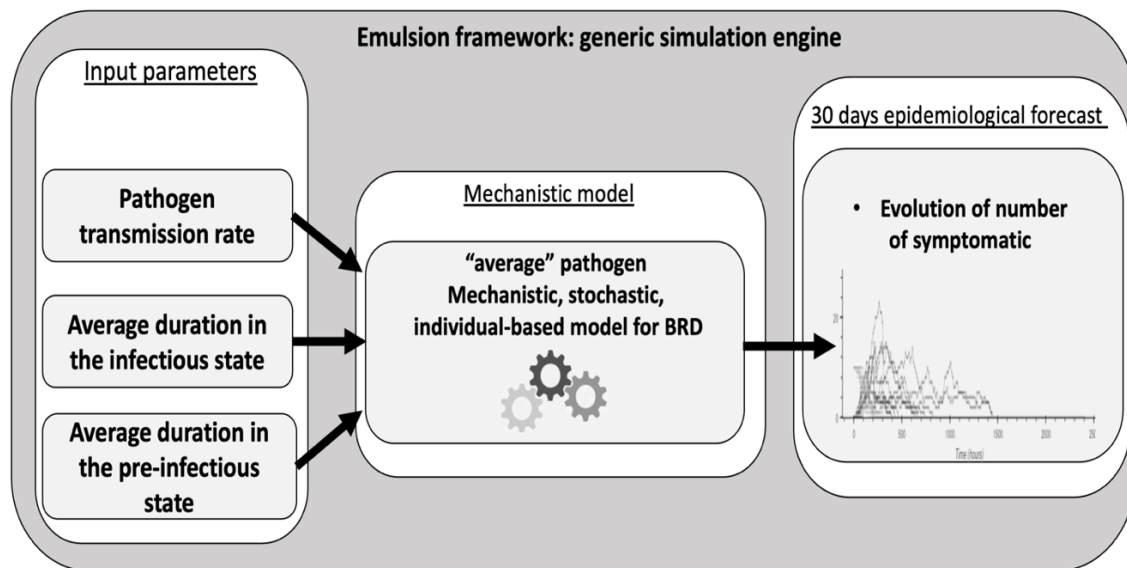 Emulsion framework: generic simulation engine
Input parameters
Pathogen
transmission rate
Average duration in
the infectious state
Average duration in
the pre-infectious
state
Mechanistic model
“average” pathogen
Mechanistic, stochastic,
individual-based model for BRD
30 days epidemiological forecast
• Evolution of number
of symptomatic
0
0 500 1000 1500 2000
Time (hours)